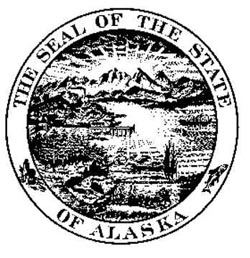 THE SEAL OF THE STATE
OF ALASKA